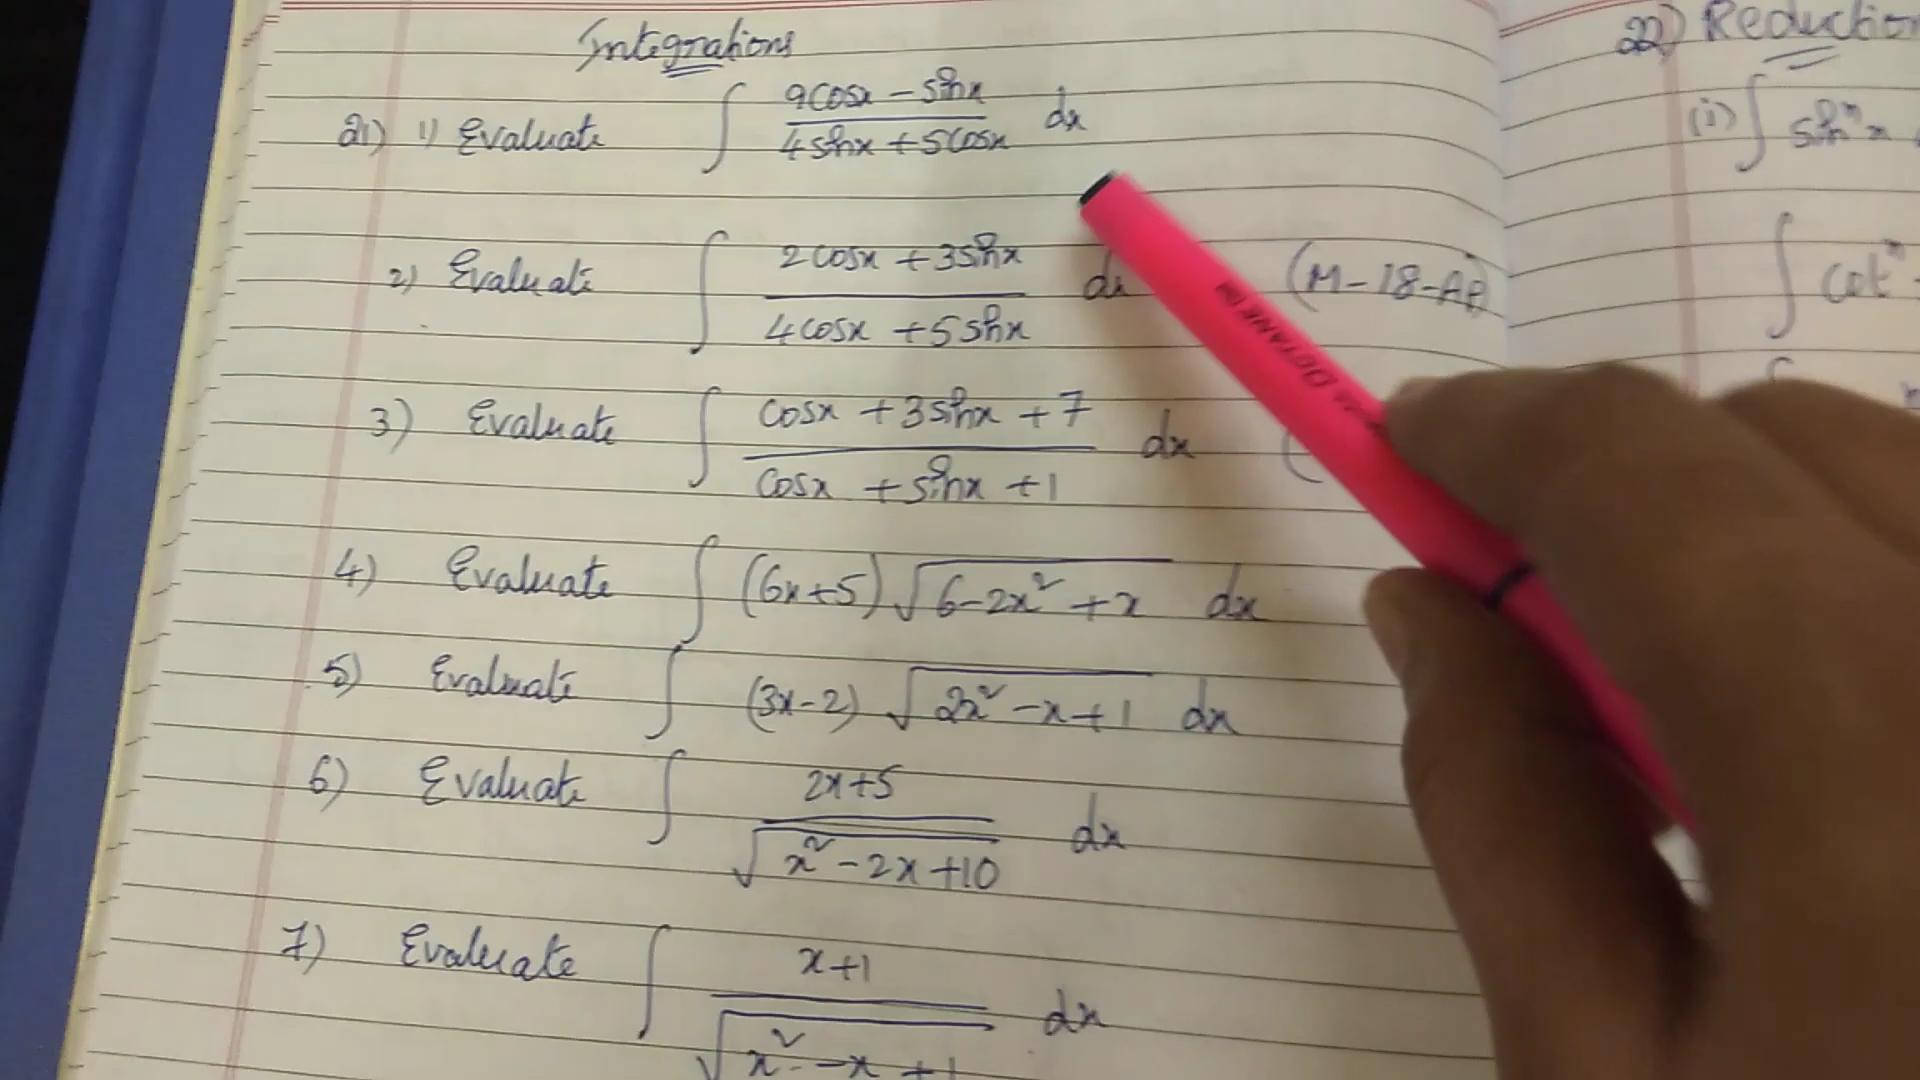 Integrations
21) 1) Evaluate ∫ (9cosx - sinx)/(4sinx + 5cosx) dx
2) Evaluate ∫ (2cosx + 3sinx)/(4cosx + 5sinx) dx (M-18-AP)
3) Evaluate ∫ (cosx + 3sinx + 7)/(cosx + sinx + 1) dx (
4) Evaluate ∫ (6x+5) √(6-2x² + x) dx
5) Evaluate ∫ (3x-2) √(2x² - x + 1) dx
6) Evaluate ∫ (2x+5)/√(x² - 2x + 10) dx
7) Evaluate ∫ (x+1)/√(x² - x + 1) dx
22) Reduction
(i) ∫ sinⁿx
∫ cotⁿ
OCTANE